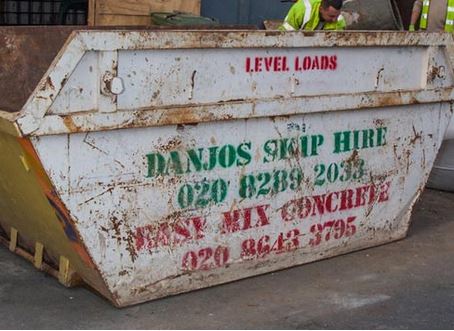 LEVEL LOADS
DANJOS SKIP HIRE
020 8289 2033
EASY MIX CONCRETE
020 8643 3795